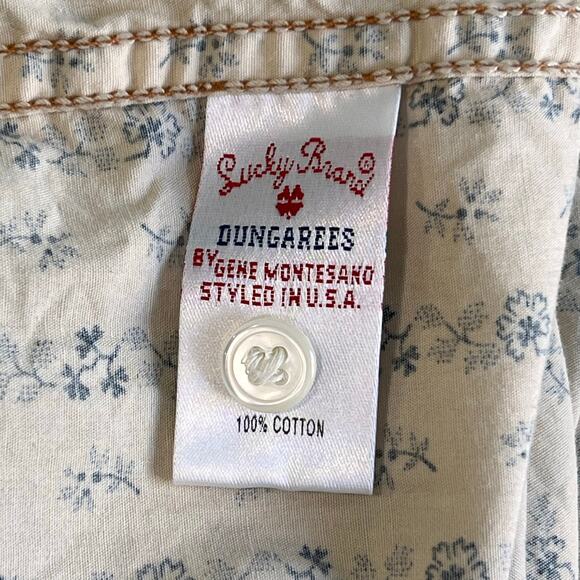 Lucky Brand
DUNGAREES
BY GENE MONTESANO
STYLED IN U.S.A.
100% COTTON